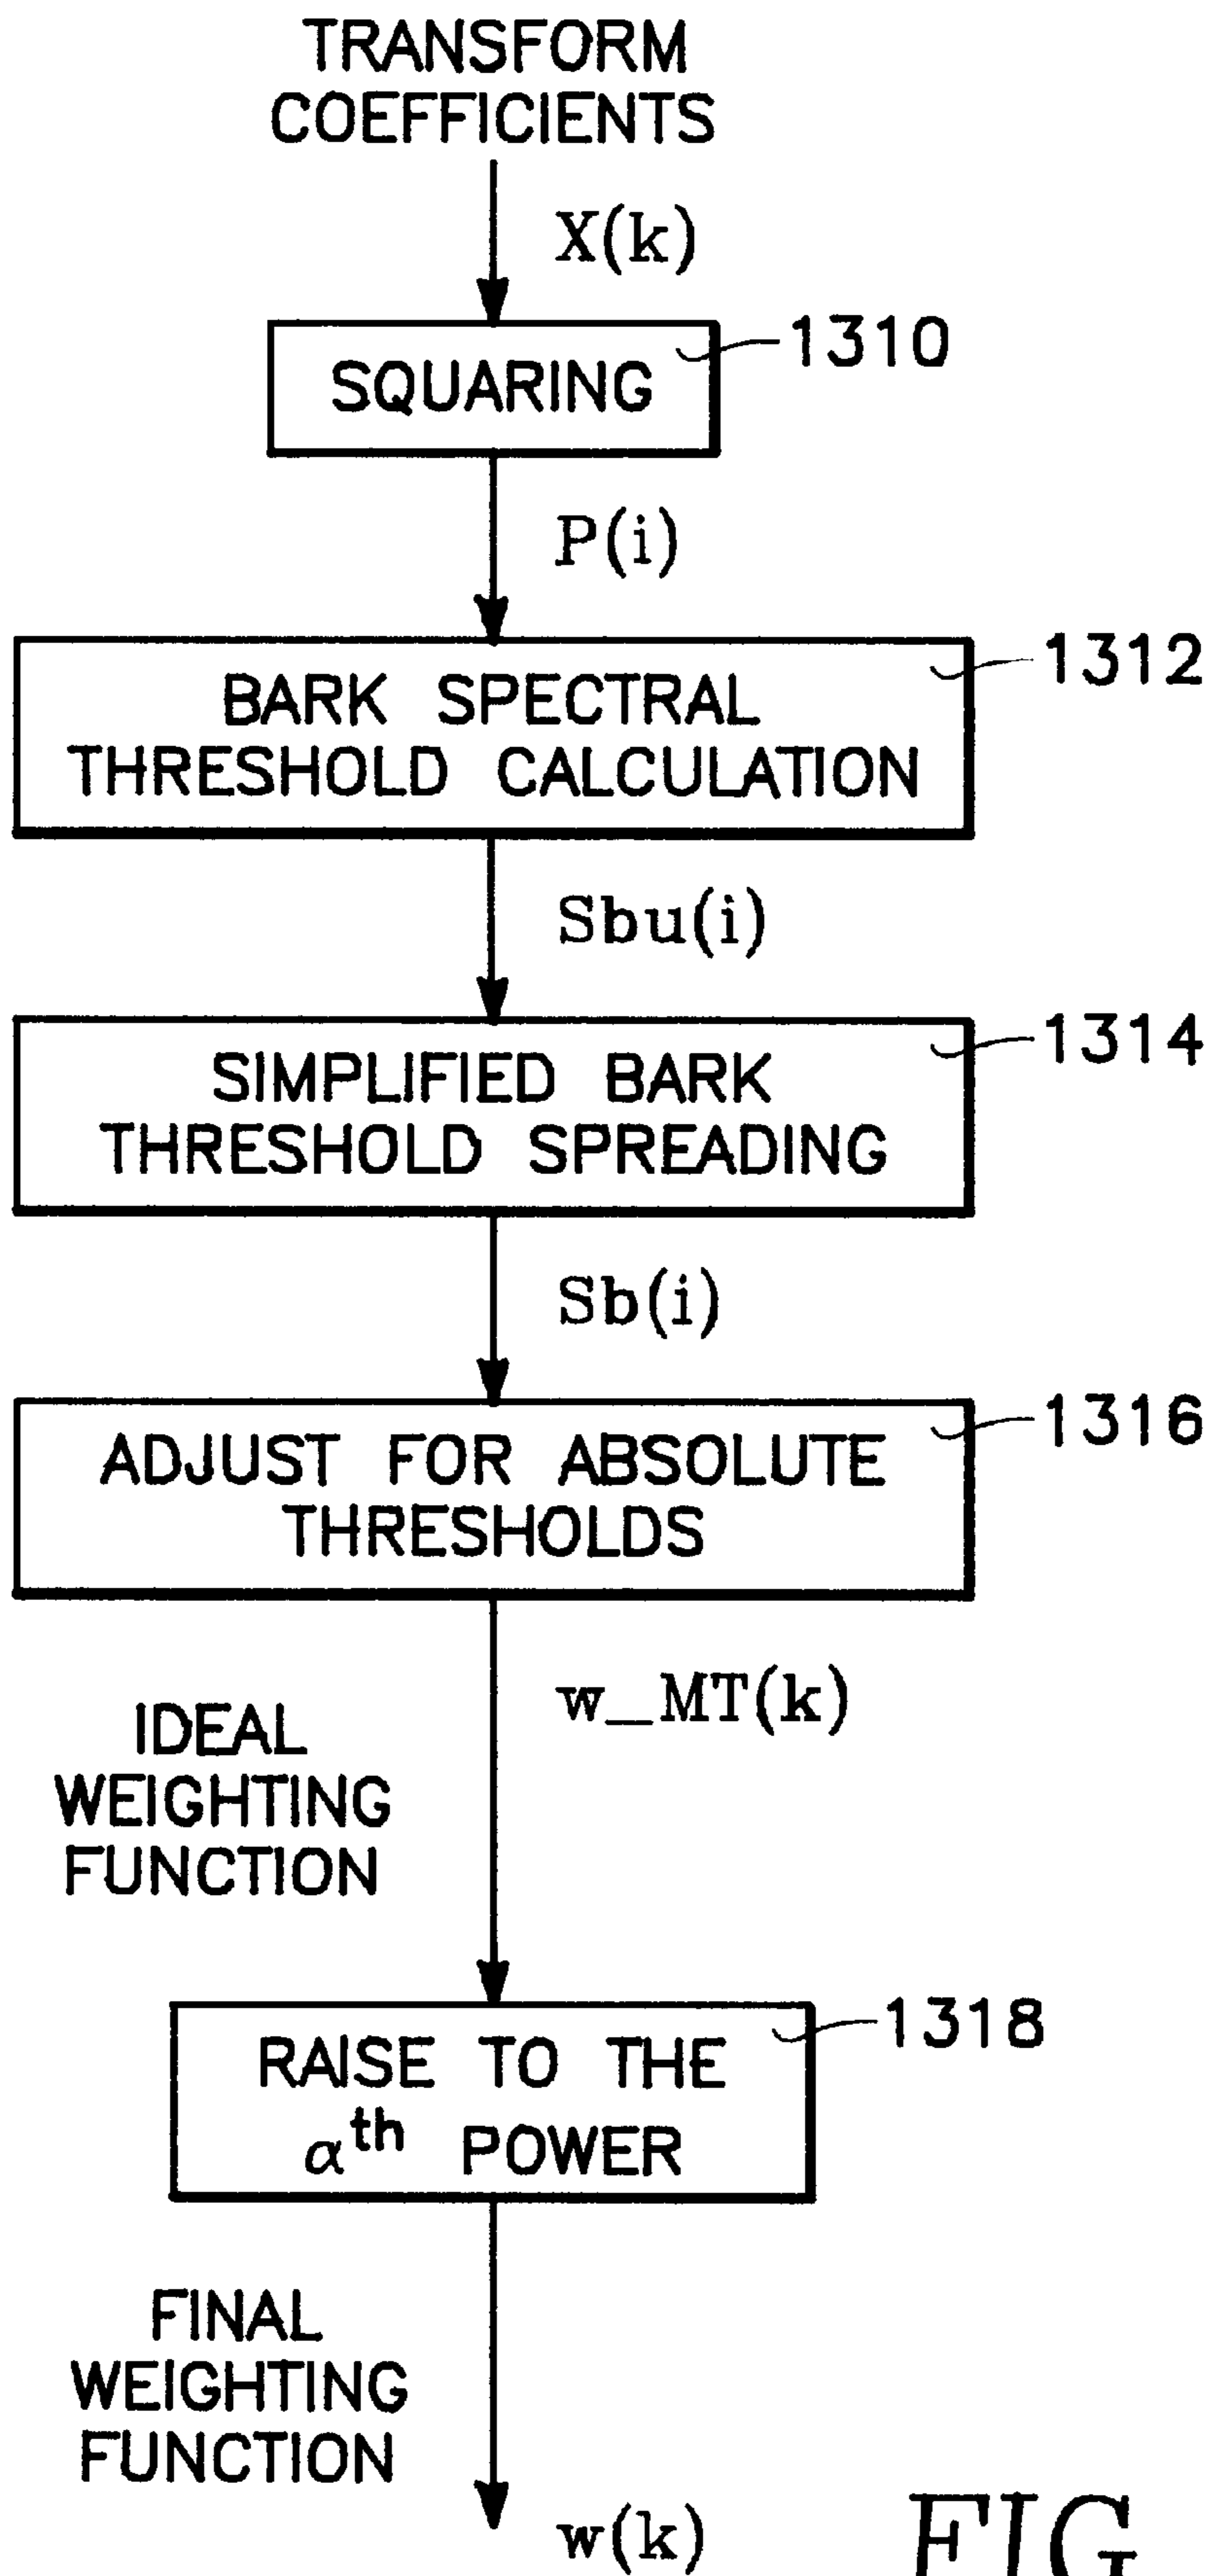 TRANSFORM
COEFFICIENTS
X(k)
SQUARING
1310
P(i)
1312
BARK SPECTRAL
THRESHOLD CALCULATION
Sbu(i)
1314
SIMPLIFIED BARK
THRESHOLD SPREADING
Sb(i)
1316
ADJUST FOR ABSOLUTE
THRESHOLDS
w_MT(k)
IDEAL
WEIGHTING
FUNCTION
1318
RAISE TO THE
α^th POWER
FINAL
WEIGHTING
FUNCTION
w(k)
FIG